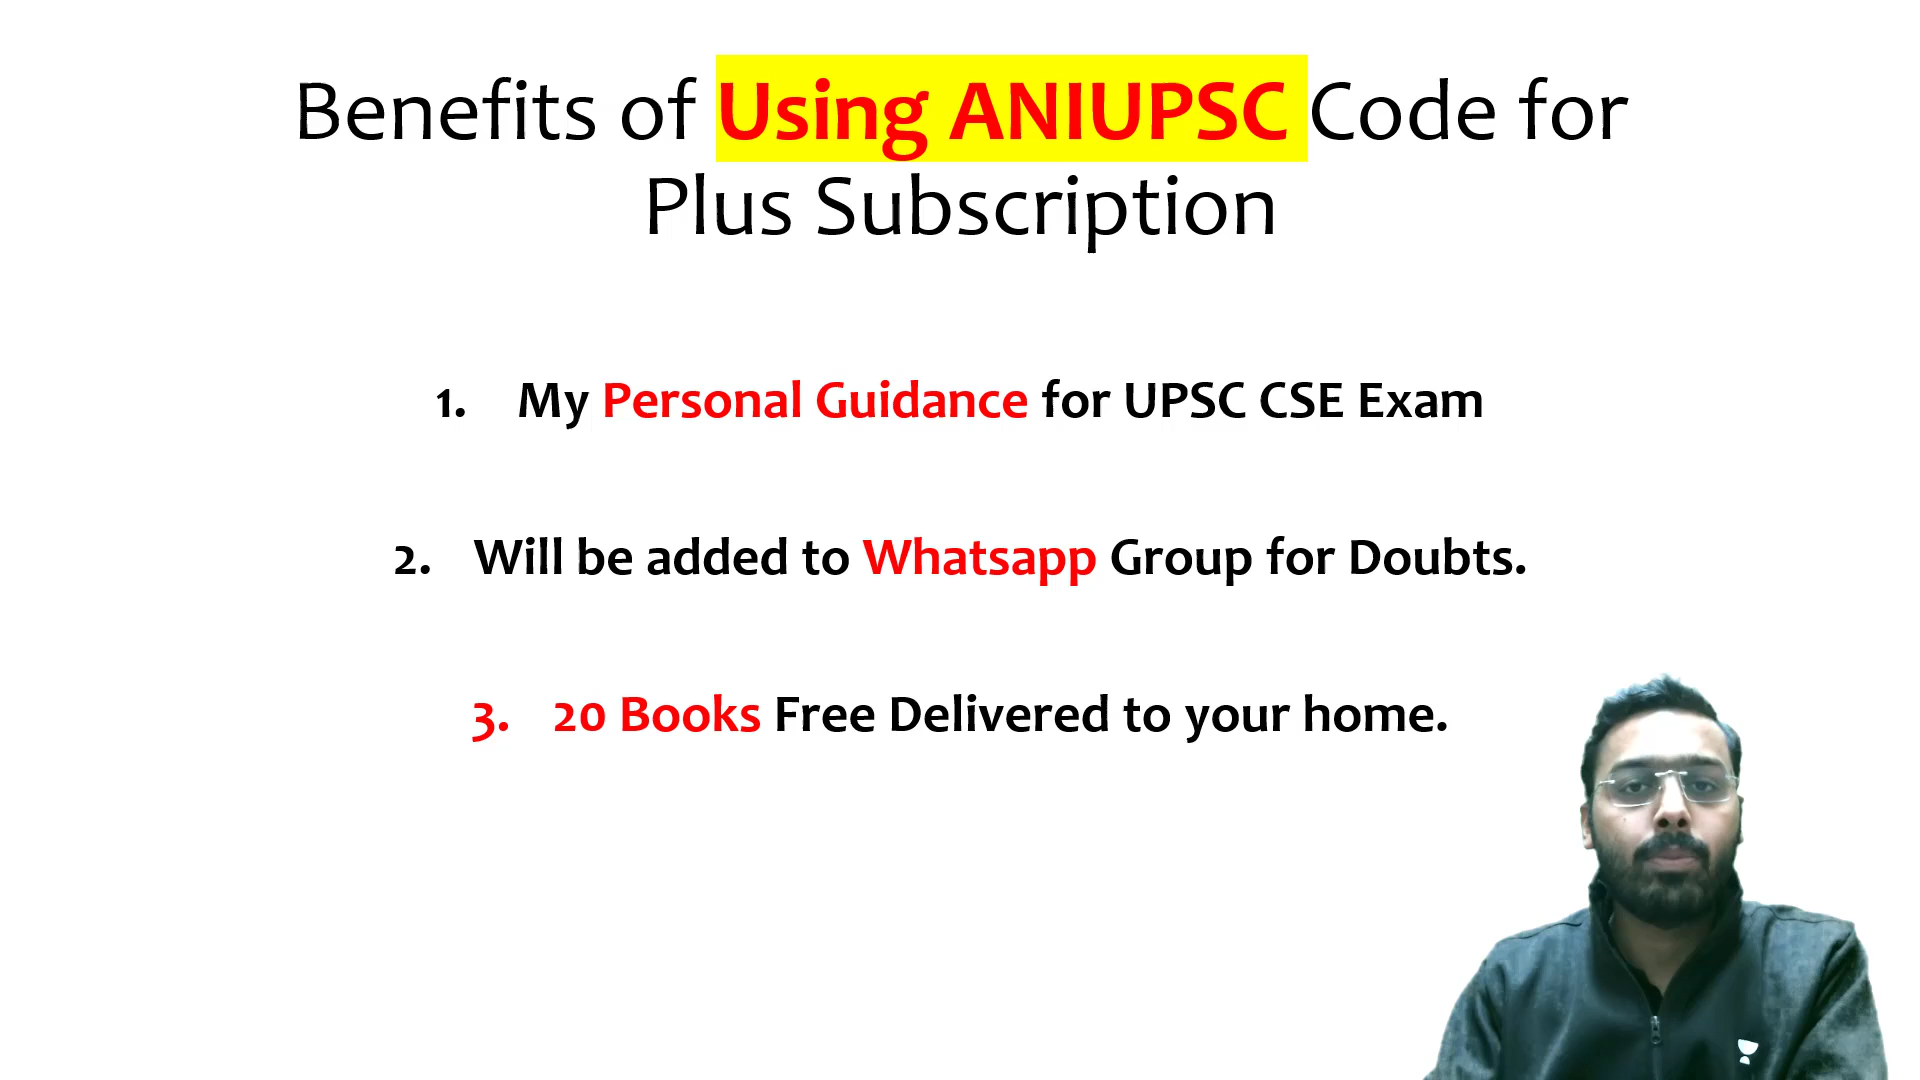 Benefits of Using ANIUPSC Code for
Plus Subscription
1. My Personal Guidance for UPSC CSE Exam
2. Will be added to Whatsapp Group for Doubts.
3. 20 Books Free Delivered to your home.